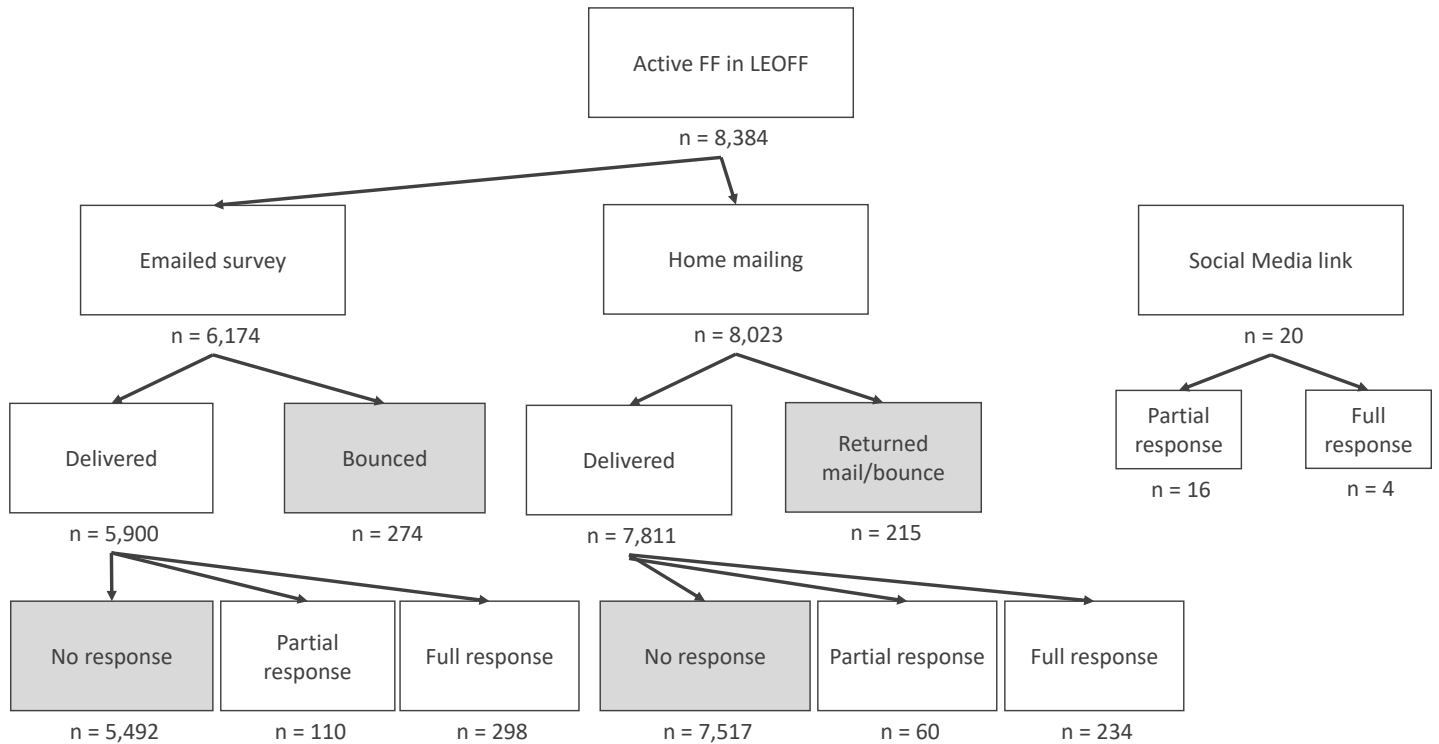 Active FF in LEOFF
n = 8,384
Emailed survey
n = 6,174
Home mailing
n = 8,023
Social Media link
n = 20
Delivered
n = 5,900
Bounced
n = 274
Delivered
n = 7,811
Returned
mail/bounce
n = 215
Partial
response
n = 16
Full
response
n = 4
No response
n = 5,492
Partial
response
n = 110
Full response
n = 298
No response
n = 7,517
Partial response
n = 60
Full response
n = 234